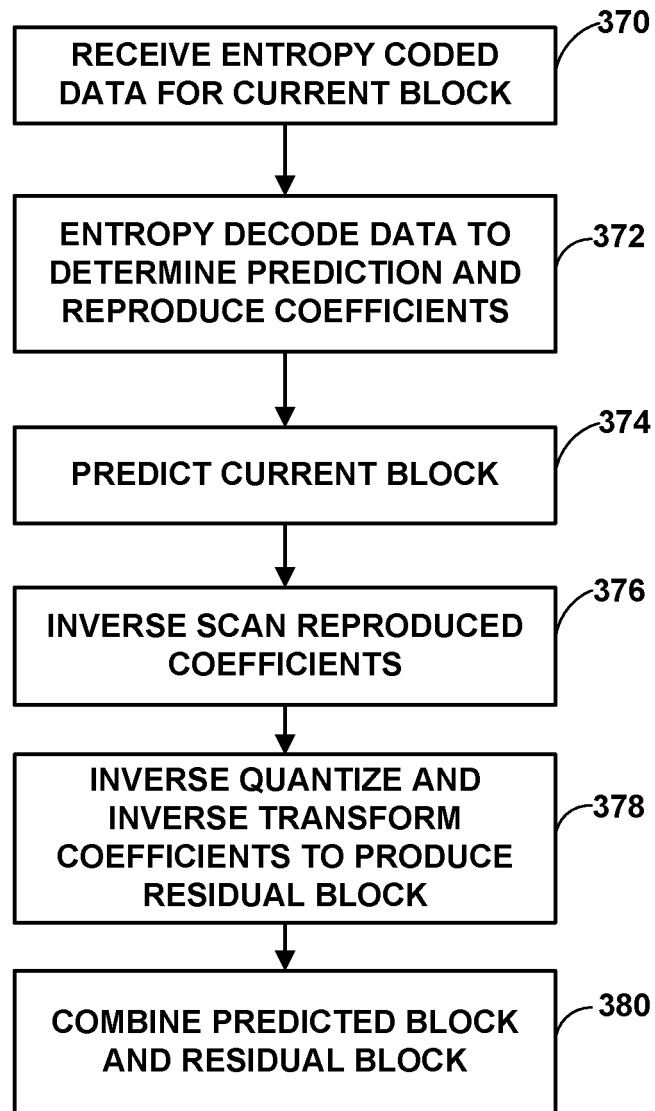 370
RECEIVE ENTROPY CODED
DATA FOR CURRENT BLOCK
ENTROPY DECODE DATA TO
DETERMINE PREDICTION AND
REPRODUCE COEFFICIENTS
372
374
PREDICT CURRENT BLOCK
376
INVERSE SCAN REPRODUCED
COEFFICIENTS
INVERSE QUANTIZE AND
INVERSE TRANSFORM
COEFFICIENTS TO PRODUCE
RESIDUAL BLOCK
378
COMBINE PREDICTED BLOCK
AND RESIDUAL BLOCK
380